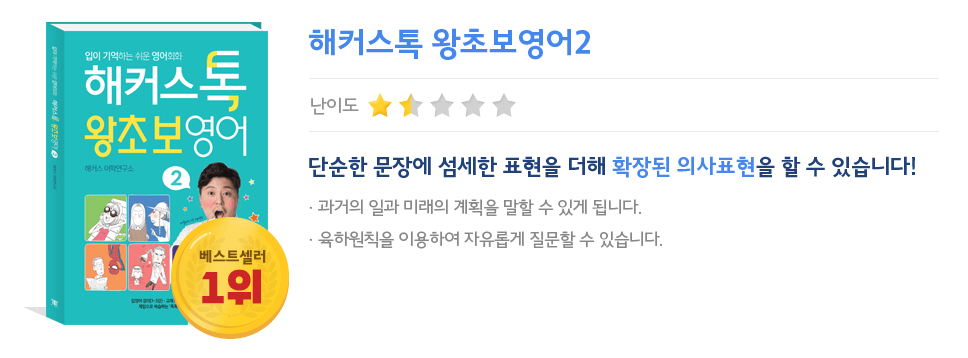 입이 기억하는 쉬운 영어회화
해커스톡
왕초보영어
해커스 어학연구소
2
베스트셀러
1위
해커스톡 왕초보영어2
난이도
단순한 문장에 섬세한 표현을 더해 확장된 의사표현을 할 수 있습니다!
· 과거의 일과 미래의 계획을 말할 수 있게 됩니다.
· 육하원칙을 이용하여 자유롭게 질문할 수 있습니다.